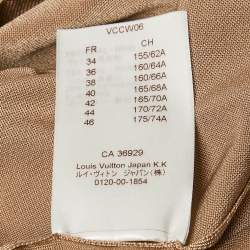 VCCW06
FR CH
34 155/62A
36 160/64A
38 160/66A
40 165/68A
42 165/70A
44 170/72A
46 175/74A
CA 36929
Louis Vuitton Japan K.K
ルイ・ヴィトン ジャパン(株)
0120-00-1854